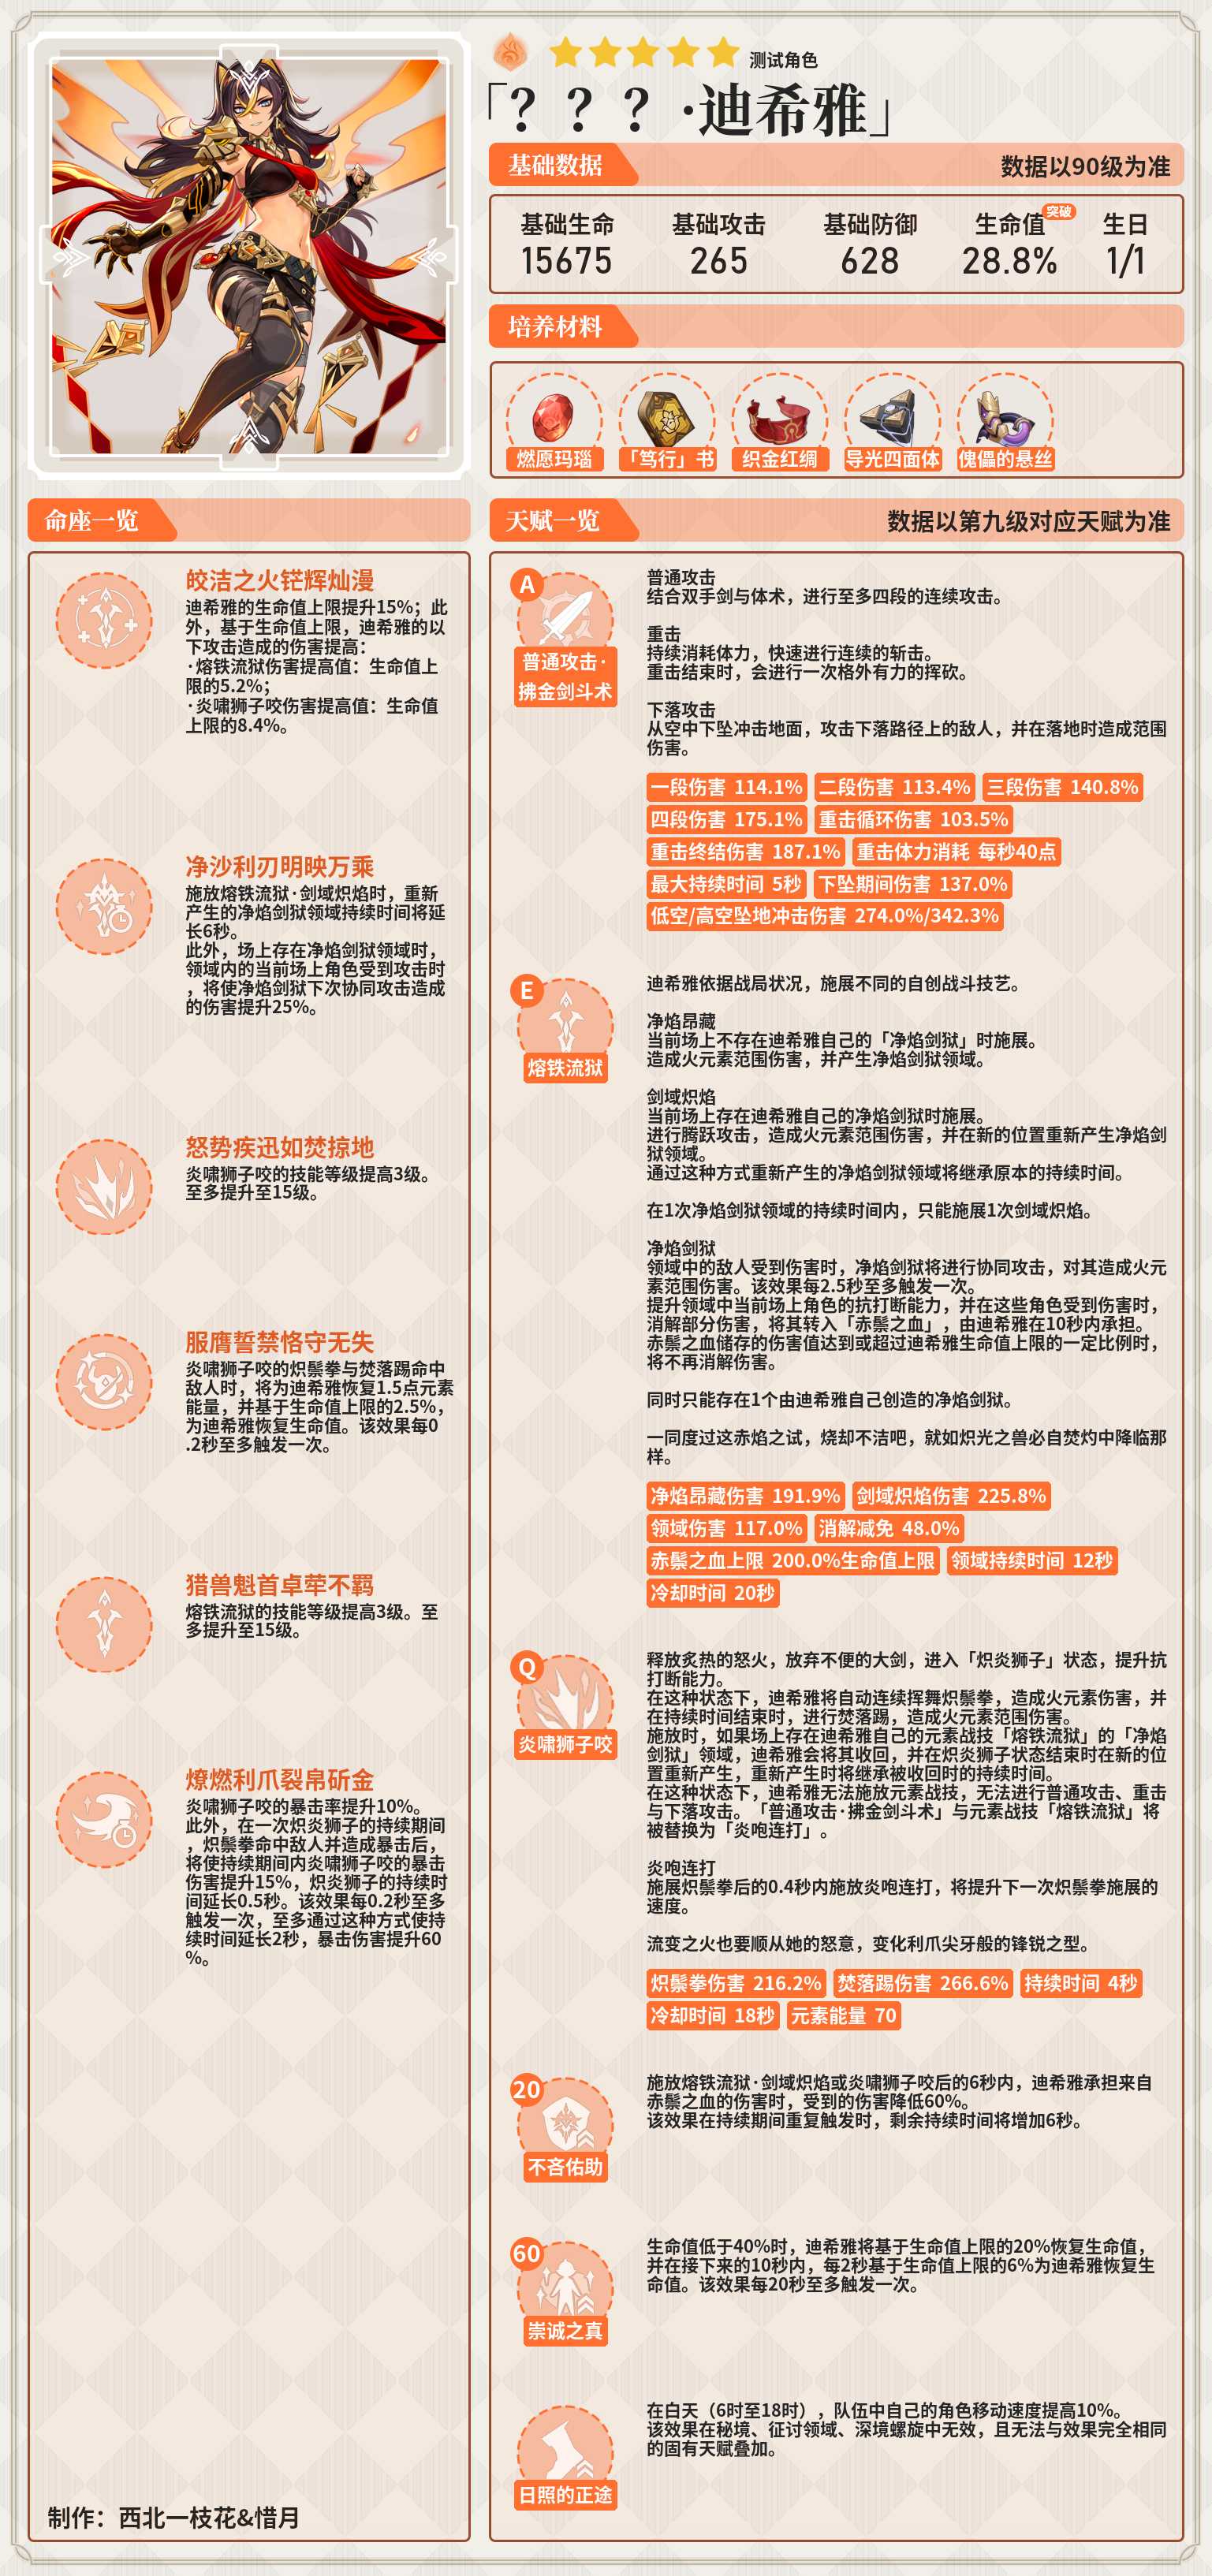 测试角色
「？？？·迪希雅」
基础数据
数据以90级为准
基础生命 基础攻击 基础防御 生命值 突破 生日
15675 265 628 28.8% 1/1
培养材料
燃愿玛瑙 「笃行」书 织金红绸 导光四面体 傀儡的悬丝
命座一览
皎洁之火铓辉灿漫
迪希雅的生命值上限提升15%；此
外，基于生命值上限，迪希雅的以
下攻击造成的伤害提高：
·熔铁流狱伤害提高值：生命值上
限的5.2%；
·炎啸狮子咬伤害提高值：生命值
上限的8.4%。
净沙利刃明映万乘
施放熔铁流狱·剑域炽焰时，重新
产生的净焰剑狱领域持续时间将延
长6秒。
此外，场上存在净焰剑狱领域时，
领域内的当前场上角色受到攻击时
，将使净焰剑狱下次协同攻击造成
的伤害提升25%。
怒势疾迅如焚掠地
炎啸狮子咬的技能等级提高3级。
至多提升至15级。
服膺誓禁恪守无失
炎啸狮子咬的炽鬃拳与焚落踢命中
敌人时，将为迪希雅恢复1.5点元素
能量，并基于生命值上限的2.5%，
为迪希雅恢复生命值。该效果每0
.2秒至多触发一次。
猎兽魁首卓荦不羁
熔铁流狱的技能等级提高3级。至
多提升至15级。
燎燃利爪裂帛斫金
炎啸狮子咬的暴击率提升10%。
此外，在一次炽炎狮子的持续期间
，炽鬃拳命中敌人并造成暴击后，
将使持续期间内炎啸狮子咬的暴击
伤害提升15%，炽炎狮子的持续时
间延长0.5秒。该效果每0.2秒至多
触发一次，至多通过这种方式使持
续时间延长2秒，暴击伤害提升60
%。
制作：西北一枝花&惜月
天赋一览
数据以第九级对应天赋为准
A
普通攻击·
拂金剑斗术
普通攻击
结合双手剑与体术，进行至多四段的连续攻击。
重击
持续消耗体力，快速进行连续的斩击。
重击结束时，会进行一次格外有力的挥砍。
下落攻击
从空中下坠冲击地面，攻击下落路径上的敌人，并在落地时造成范围
伤害。
一段伤害 114.1% 二段伤害 113.4% 三段伤害 140.8%
四段伤害 175.1% 重击循环伤害 103.5%
重击终结伤害 187.1% 重击体力消耗 每秒40点
最大持续时间 5秒 下坠期间伤害 137.0%
低空/高空坠地冲击伤害 274.0%/342.3%
E
熔铁流狱
迪希雅依据战局状况，施展不同的自创战斗技艺。
净焰昂藏
当前场上不存在迪希雅自己的「净焰剑狱」时施展。
造成火元素范围伤害，并产生净焰剑狱领域。
剑域炽焰
当前场上存在迪希雅自己的净焰剑狱时施展。
进行腾跃攻击，造成火元素范围伤害，并在新的位置重新产生净焰剑
狱领域。
通过这种方式重新产生的净焰剑狱领域将继承原本的持续时间。
在1次净焰剑狱领域的持续时间内，只能施展1次剑域炽焰。
净焰剑狱
领域中的敌人受到伤害时，净焰剑狱将进行协同攻击，对其造成火元
素范围伤害。该效果每2.5秒至多触发一次。
提升领域中当前场上角色的抗打断能力，并在这些角色受到伤害时，
消解部分伤害，将其转入「赤鬃之血」，由迪希雅在10秒内承担。
赤鬃之血储存的伤害值达到或超过迪希雅生命值上限的一定比例时，
将不再消解伤害。
同时只能存在1个由迪希雅自己创造的净焰剑狱。
一同度过这赤焰之试，烧却不洁吧，就如炽光之兽必自焚灼中降临那
样。
净焰昂藏伤害 191.9% 剑域炽焰伤害 225.8%
领域伤害 117.0% 消解减免 48.0%
赤鬃之血上限 200.0%生命值上限 领域持续时间 12秒
冷却时间 20秒
Q
炎啸狮子咬
释放炙热的怒火，放弃不便的大剑，进入「炽炎狮子」状态，提升抗
打断能力。
在这种状态下，迪希雅将自动连续挥舞炽鬃拳，造成火元素伤害，并
在持续时间结束时，进行焚落踢，造成火元素范围伤害。
施放时，如果场上存在迪希雅自己的元素战技「熔铁流狱」的「净焰
剑狱」领域，迪希雅会将其收回，并在炽炎狮子状态结束时在新的位
置重新产生，重新产生时将继承被收回时的持续时间。
在这种状态下，迪希雅无法施放元素战技，无法进行普通攻击、重击
与下落攻击。「普通攻击·拂金剑斗术」与元素战技「熔铁流狱」将
被替换为「炎咆连打」。
炎咆连打
施展炽鬃拳后的0.4秒内施放炎咆连打，将提升下一次炽鬃拳施展的
速度。
流变之火也要顺从她的怒意，变化利爪尖牙般的锋锐之型。
炽鬃拳伤害 216.2% 焚落踢伤害 266.6% 持续时间 4秒
冷却时间 18秒 元素能量 70
20
不吝佑助
施放熔铁流狱·剑域炽焰或炎啸狮子咬后的6秒内，迪希雅承担来自
赤鬃之血的伤害时，受到的伤害降低60%。
该效果在持续期间重复触发时，剩余持续时间将增加6秒。
60
崇诚之真
生命值低于40%时，迪希雅将基于生命值上限的20%恢复生命值，
并在接下来的10秒内，每2秒基于生命值上限的6%为迪希雅恢复生
命值。该效果每20秒至多触发一次。
日照的正途
在白天（6时至18时），队伍中自己的角色移动速度提高10%。
该效果在秘境、征讨领域、深境螺旋中无效，且无法与效果完全相同
的固有天赋叠加。